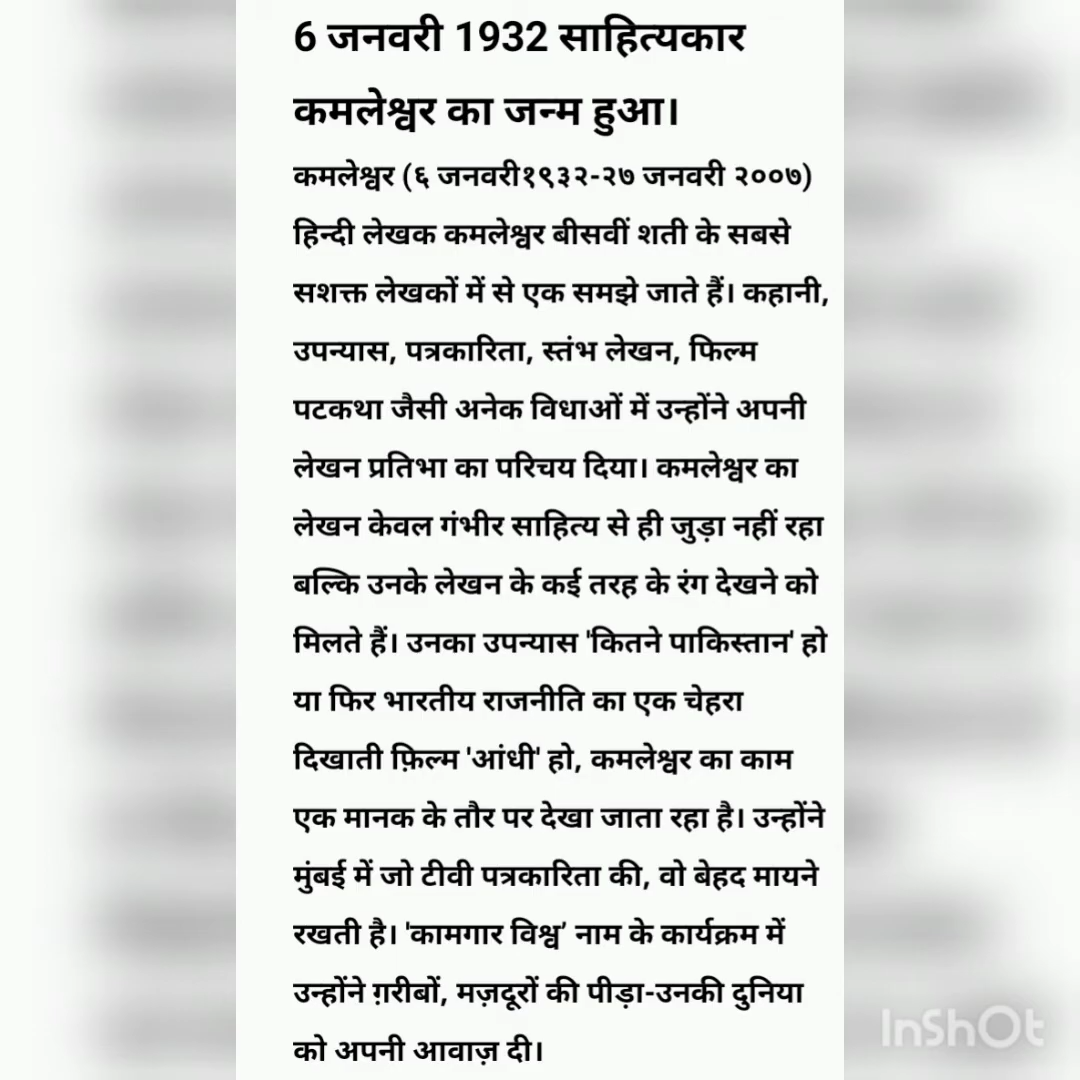 6 जनवरी 1932 साहित्यकार
कमलेश्वर का जन्म हुआ।
कमलेश्वर (६ जनवरी१९३२-२७ जनवरी २००७)
हिन्दी लेखक कमलेश्वर बीसवीं शती के सबसे
सशक्त लेखकों में से एक समझे जाते हैं। कहानी,
उपन्यास, पत्रकारिता, स्तंभ लेखन, फिल्म
पटकथा जैसी अनेक विधाओं में उन्होंने अपनी
लेखन प्रतिभा का परिचय दिया। कमलेश्वर का
लेखन केवल गंभीर साहित्य से ही जुड़ा नहीं रहा
बल्कि उनके लेखन के कई तरह के रंग देखने को
मिलते हैं। उनका उपन्यास 'कितने पाकिस्तान' हो
या फिर भारतीय राजनीति का एक चेहरा
दिखाती फ़िल्म 'आंधी' हो, कमलेश्वर का काम
एक मानक के तौर पर देखा जाता रहा है। उन्होंने
मुंबई में जो टीवी पत्रकारिता की, वो बेहद मायने
रखती है। 'कामगार विश्व’ नाम के कार्यक्रम में
उन्होंने ग़रीबों, मज़दूरों की पीड़ा-उनकी दुनिया
को अपनी आवाज़ दी।
InShOt